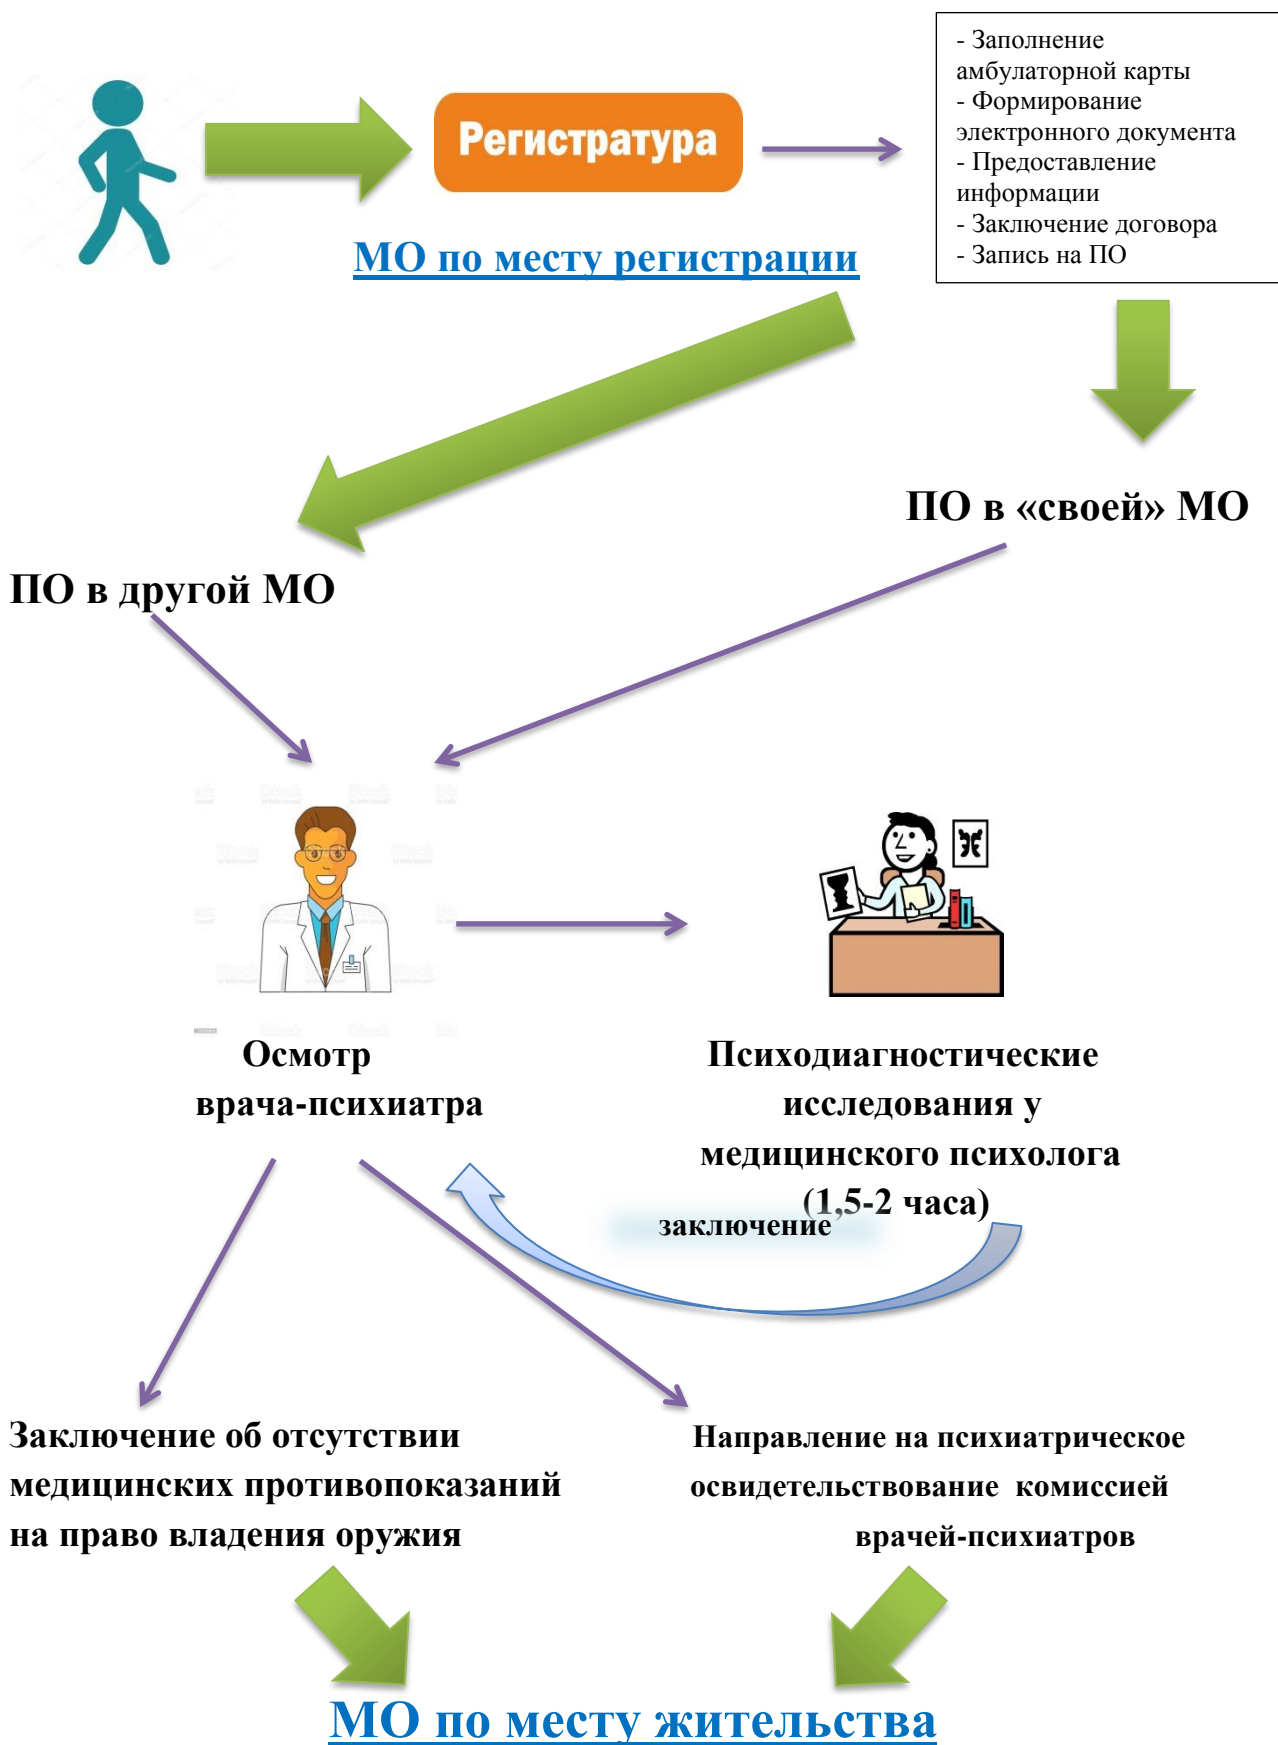 - Заполнение
амбулаторной карты
- Формирование
электронного документа
- Предоставление
информации
- Заключение договора
- Запись на ПО
Регистратура
МО по месту регистрации
ПО в «своей» МО
ПО в другой МО
Осмотр
врача-психиатра
Психодиагностические
исследования у
медицинского психолога
(1,5-2 часа)
заключение
Заключение об отсутствии
медицинских противопоказаний
на право владения оружия
Направление на психиатрическое
освидетельствование комиссией
врачей-психиатров
МО по месту жительства